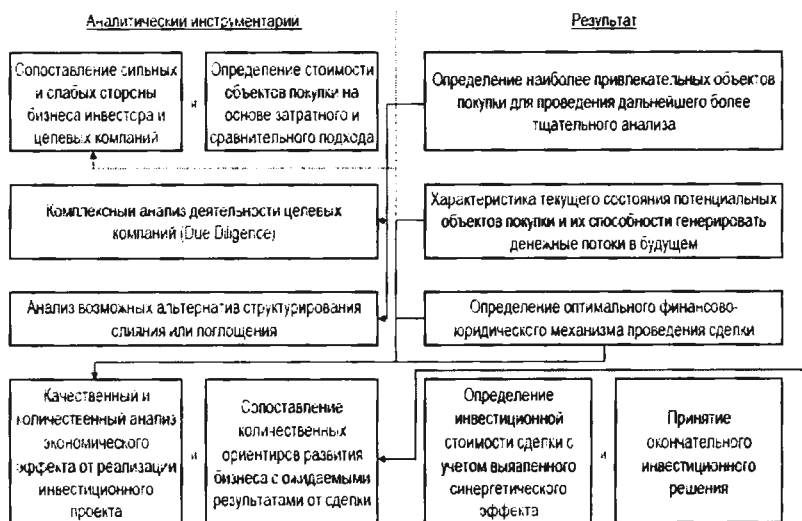 Аналитический инструментарии
Результат
Сопоставление сильных
и слабых стороны
бизнеса инвестора и
целевых компаний
и
Определение стоимости
объектов покупки на
основе затратного и
сравнительного подхода
Определение наиболее привлекательных объектов
покупки для проведения дальнейшего более
тщательного анализа
Комплексный анализ деятельности целевых
компаний (Due Diligence)
Характеристика текущего состояния потенциальных
объектов покупки и их способности генерировать
денежные потоки в будущем
Анализ возможных альтернатив структурирования
слияния или поглощения
Определение оптимального финансово-
юридического механизма проведения сделки
Качественный и
количественный анализ
экономического
эффекта от реализации
инвестиционного
проекта
и
Сопоставление
количественных
ориентиров развития
бизнеса с ожидаемыми
результатами от сделки
Определение
инвестиционной
стоимости сделки с
учетом выявленного
синергетического
эффекта
и
Принятие
окончательного
инвестиционного
решения